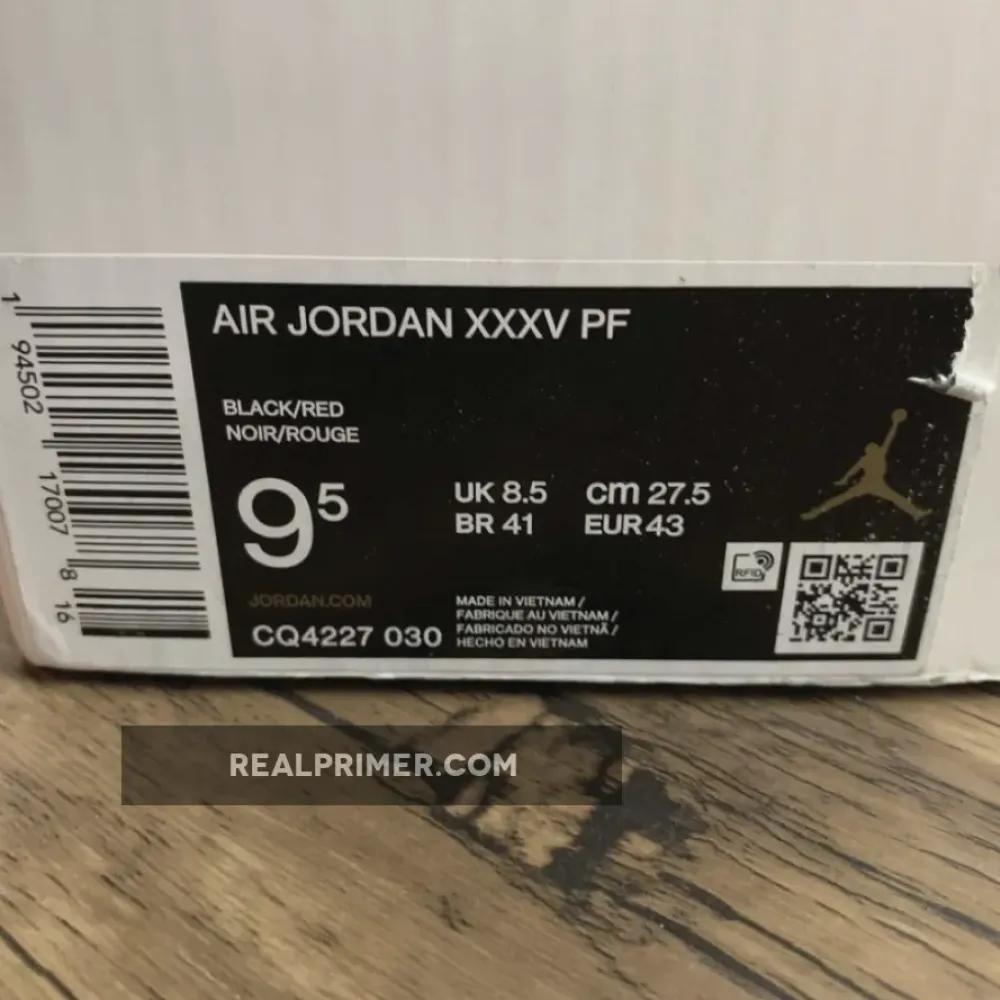 AIR JORDAN XXXV PF
BLACK/RED
NOIR/ROUGE
9 5
UK 8.5 cm 27.5
BR 41 EUR 43
RFID
JORDAN.COM
CQ4227 030
MADE IN VIETNAM /
FABRIQUE AU VIETNAM /
FABRICADO NO VIETNÃ /
HECHO EN VIETNAM
1 94502 17007 8 16
REALPRIMER.COM